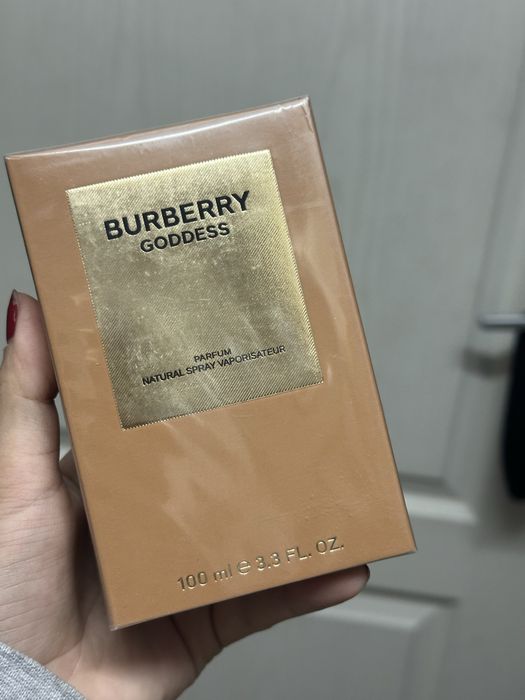 BURBERRY
GODDESS
PARFUM
NATURAL SPRAY VAPORISATEUR
100 ml ℮ 3.3 FL. OZ.